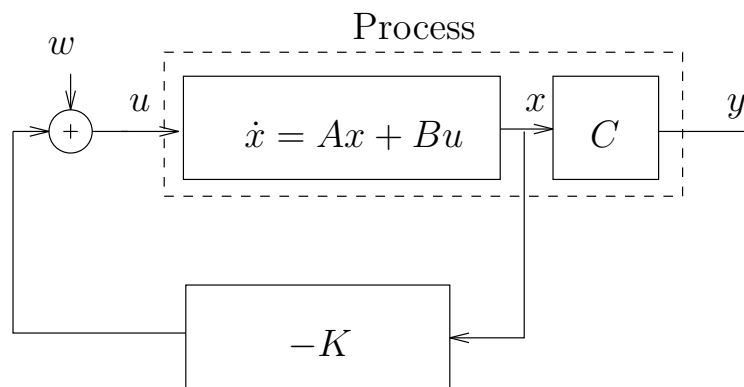 Process
w
u
+
ẋ = Ax + Bu
x
C
y
−K